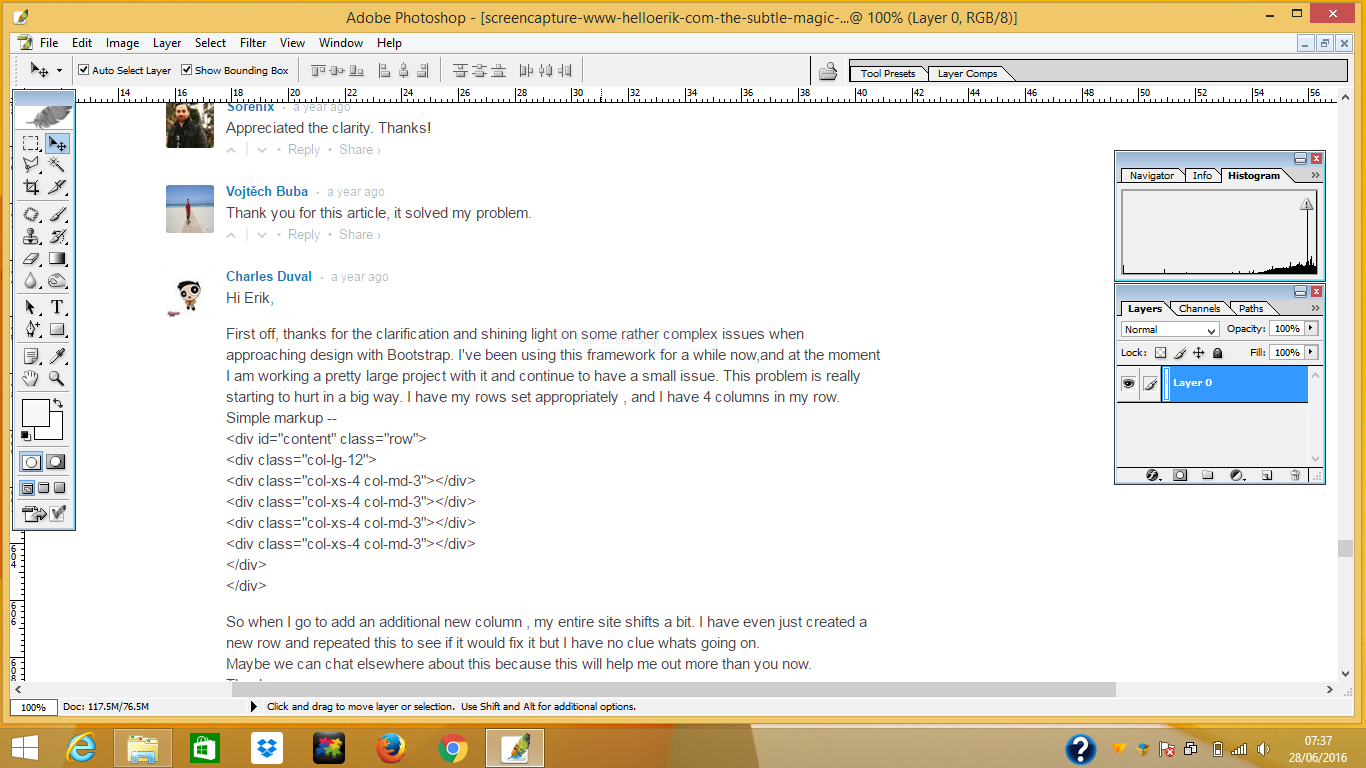 Adobe Photoshop - [screencapture-www-helloerik-com-the-subtle-magic-...@ 100% (Layer 0, RGB/8)]
File Edit Image Layer Select Filter View Window Help
Auto Select Layer Show Bounding Box
Tool Presets Layer Comps
14 16 18 20 22 24 26 28 30 32 34 36 38 40 42 44 46 48 50 52 54 56
Sorenix • a year ago
Appreciated the clarity. Thanks!
Reply • Share ›
Vojtěch Buba • a year ago
Thank you for this article, it solved my problem.
Reply • Share ›
Charles Duval • a year ago
Hi Erik,
First off, thanks for the clarification and shining light on some rather complex issues when
approaching design with Bootstrap. I've been using this framework for a while now,and at the moment
I am working a pretty large project with it and continue to have a small issue. This problem is really
starting to hurt in a big way. I have my rows set appropriately , and I have 4 columns in my row.
Simple markup --
<div id="content" class="row">
<div class="col-lg-12">
<div class="col-xs-4 col-md-3"></div>
<div class="col-xs-4 col-md-3"></div>
<div class="col-xs-4 col-md-3"></div>
<div class="col-xs-4 col-md-3"></div>
</div>
</div>
So when I go to add an additional new column , my entire site shifts a bit. I have even just created a
new row and repeated this to see if it would fix it but I have no clue whats going on.
Maybe we can chat elsewhere about this because this will help me out more than you now.
Navigator Info Histogram
Layers Channels Paths
Normal Opacity: 100%
Lock: Fill: 100%
Layer 0
604
606
608
100% Doc: 117.5M/76.5M Click and drag to move layer or selection. Use Shift and Alt for additional options.
07:37
28/06/2016